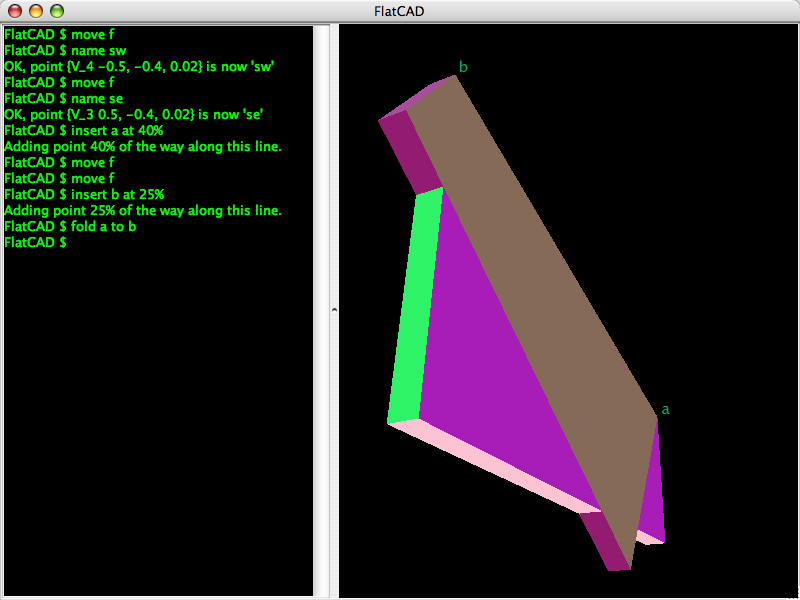 FlatCAD
FlatCAD $ move f
FlatCAD $ name sw
OK, point {V_4 -0.5, -0.4, 0.02} is now 'sw'
FlatCAD $ move f
FlatCAD $ name se
OK, point {V_3 0.5, -0.4, 0.02} is now 'se'
FlatCAD $ insert a at 40%
Adding point 40% of the way along this line.
FlatCAD $ move f
FlatCAD $ move f
FlatCAD $ insert b at 25%
Adding point 25% of the way along this line.
FlatCAD $ fold a to b
FlatCAD $
b
a